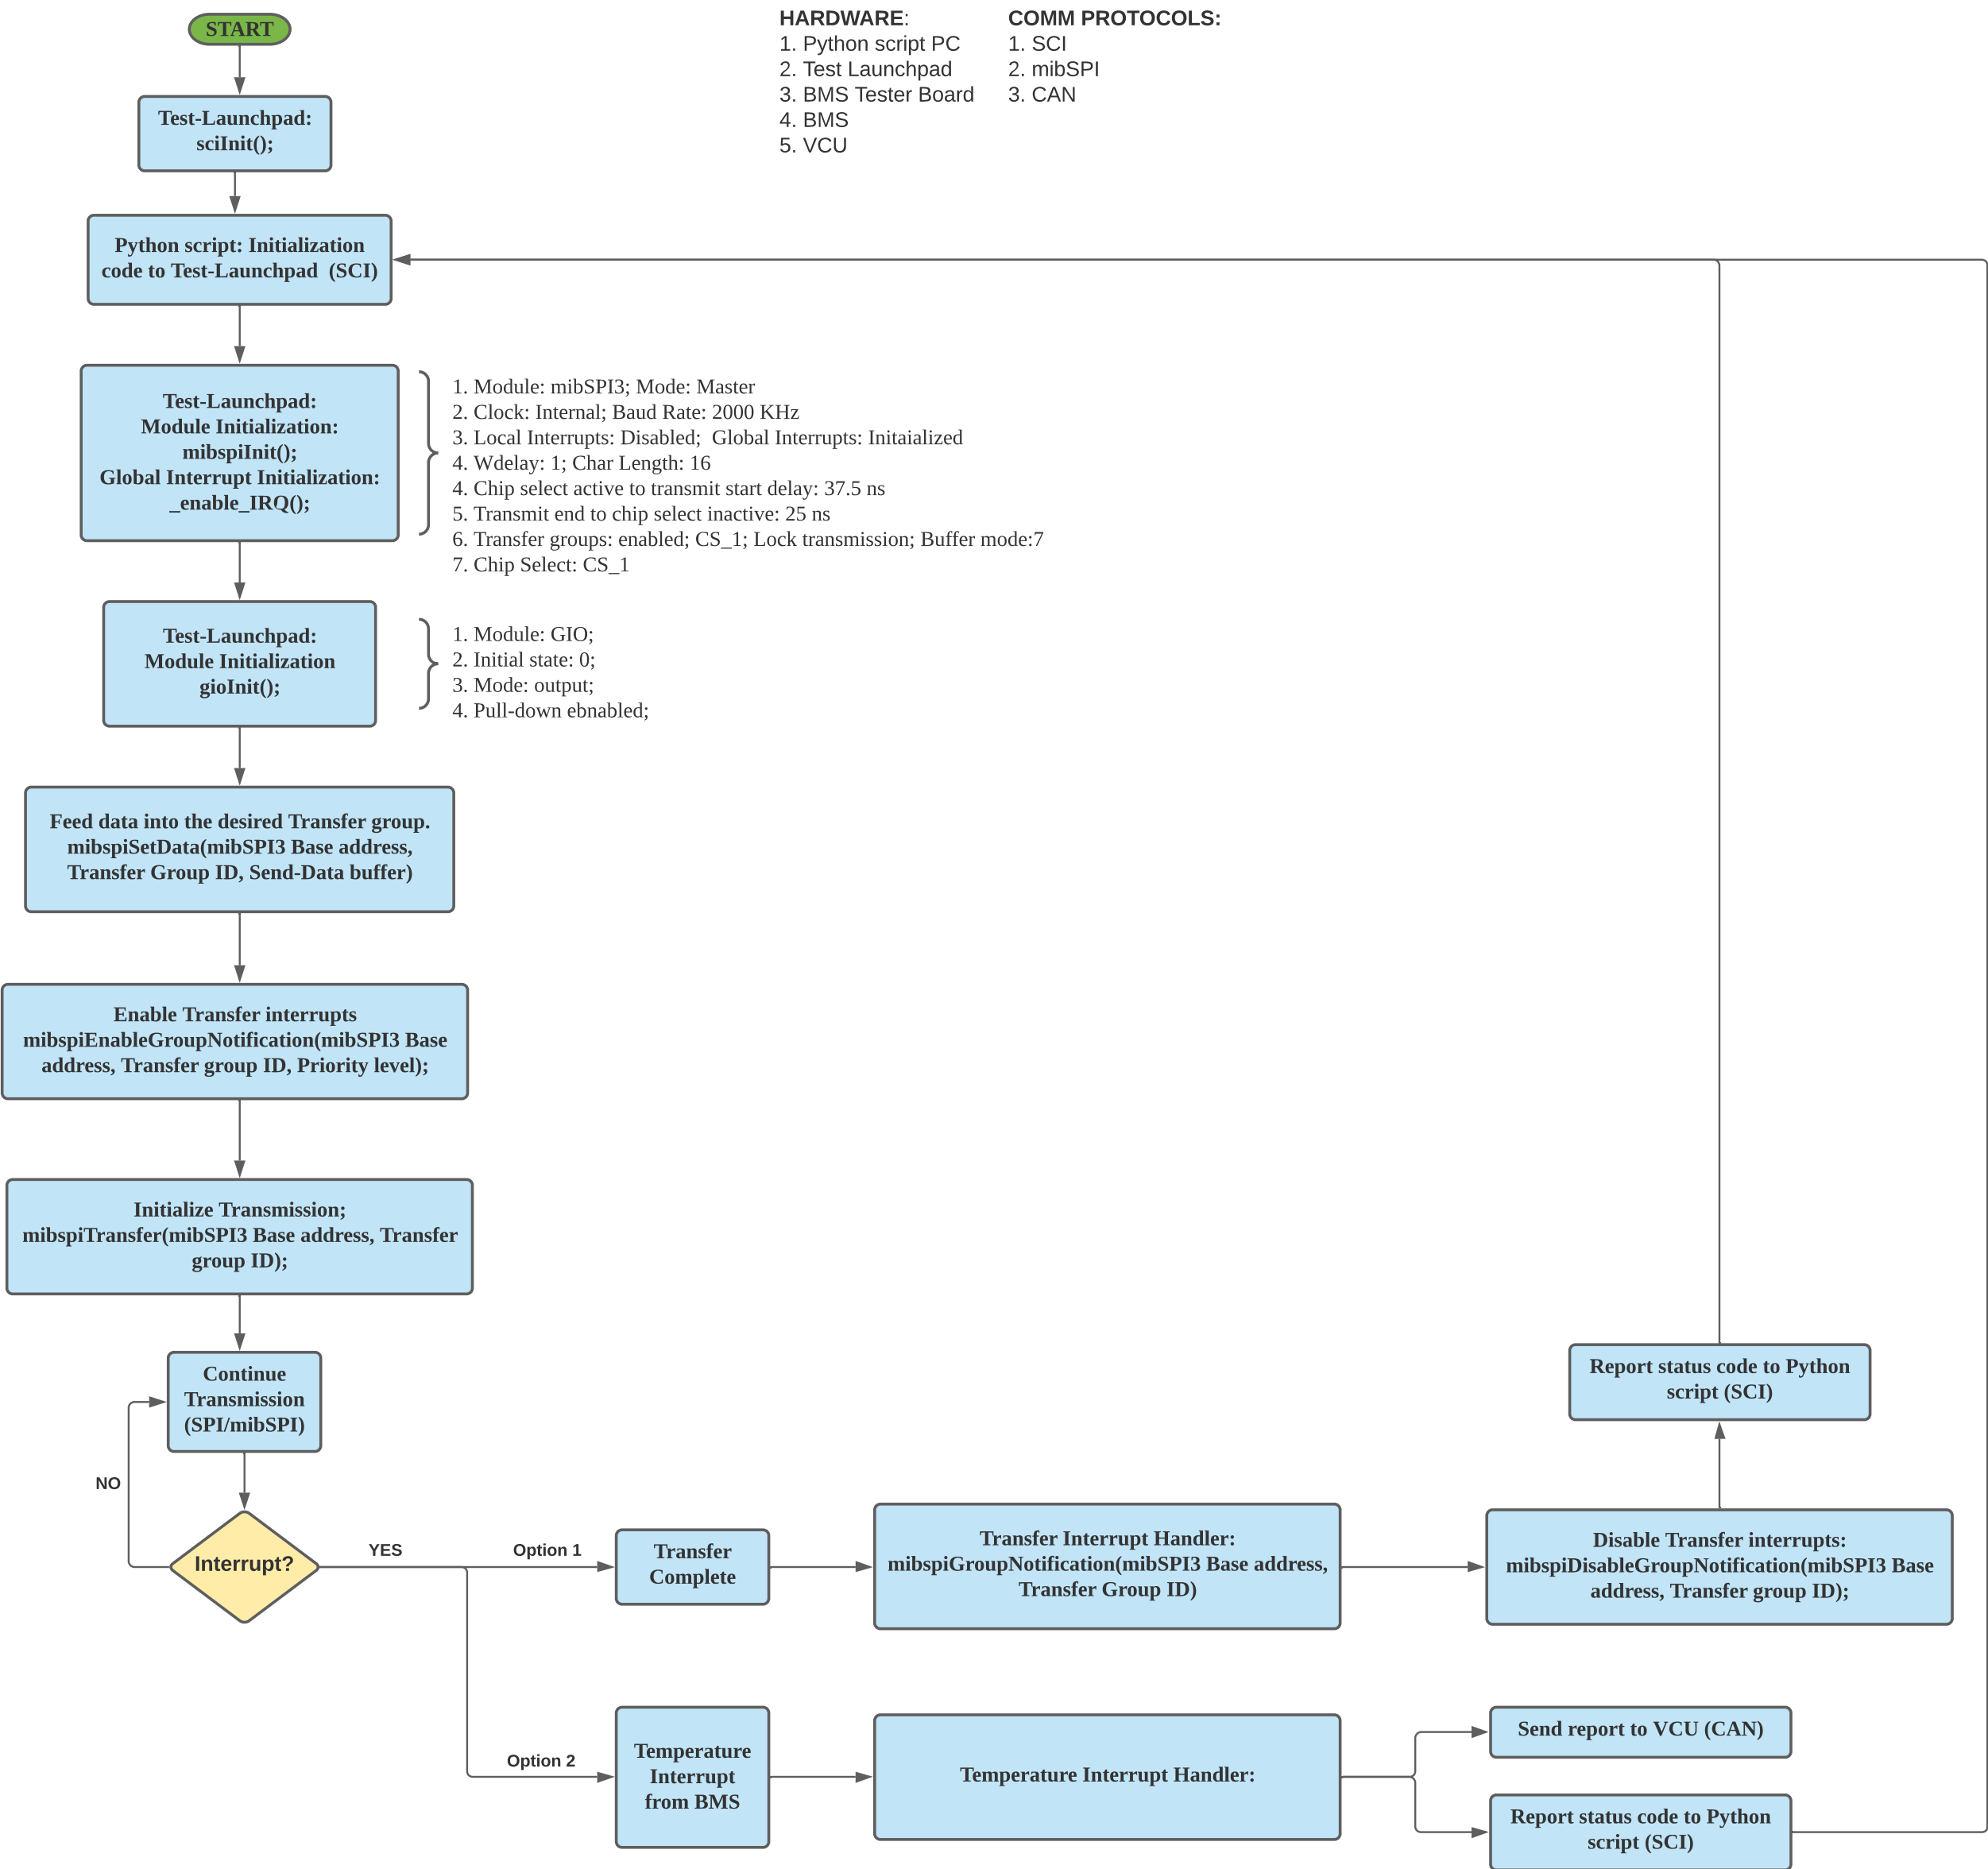 START
HARDWARE:
1. Python script PC
2. Test Launchpad
3. BMS Tester Board
4. BMS
5. VCU
COMM PROTOCOLS:
1. SCI
2. mibSPI
3. CAN
Test-Launchpad:
sciInit();
Python script: Initialization
code to Test-Launchpad (SCI)
Test-Launchpad:
Module Initialization:
mibspiInit();
Global Interrupt Initialization:
_enable_IRQ();
1. Module: mibSPI3; Mode: Master
2. Clock: Internal; Baud Rate: 2000 KHz
3. Local Interrupts: Disabled; Global Interrupts: Initaialized
4. Wdelay: 1; Char Length: 16
4. Chip select active to transmit start delay: 37.5 ns
5. Transmit end to chip select inactive: 25 ns
6. Transfer groups: enabled; CS_1; Lock transmission; Buffer mode:7
7. Chip Select: CS_1
Test-Launchpad:
Module Initialization
gioInit();
1. Module: GIO;
2. Initial state: 0;
3. Mode: output;
4. Pull-down ebnabled;
Feed data into the desired Transfer group.
mibspiSetData(mibSPI3 Base address,
Transfer Group ID, Send-Data buffer)
Enable Transfer interrupts
mibspiEnableGroupNotification(mibSPI3 Base
address, Transfer group ID, Priority level);
Initialize Transmission;
mibspiTransfer(mibSPI3 Base address, Transfer
group ID);
Continue
Transmission
(SPI/mibSPI)
NO
Interrupt?
YES
Option 1
Transfer
Complete
Transfer Interrupt Handler:
mibspiGroupNotification(mibSPI3 Base address,
Transfer Group ID)
Disable Transfer interrupts:
mibspiDisableGroupNotification(mibSPI3 Base
address, Transfer group ID);
Report status code to Python
script (SCI)
Option 2
Temperature
Interrupt
from BMS
Temperature Interrupt Handler:
Send report to VCU (CAN)
Report status code to Python
script (SCI)